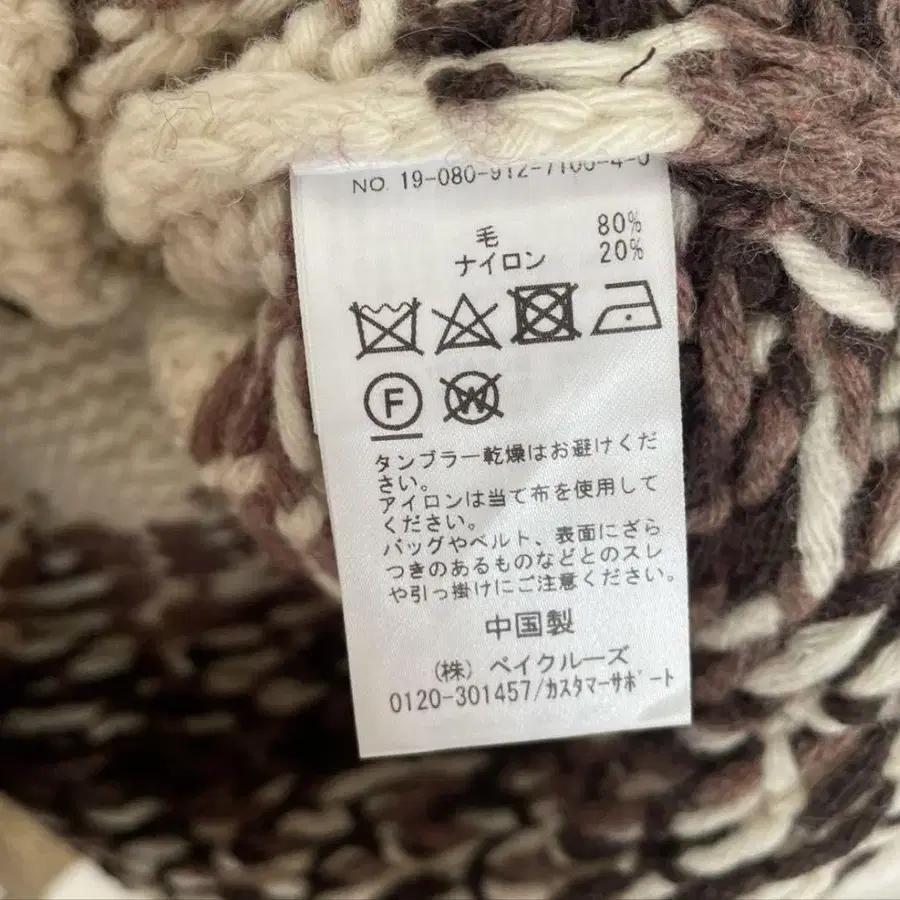 NO. 19-080-912-7100-4-0
毛 80%
ナイロン 20%
F W
タンブラー乾燥はお避けくだ
さい。
アイロンは当て布を使用して
ください。
バッグやベルト、表面にざら
つきのあるものなどとのスレ
や引っ掛けにご注意ください。
中国製
(株) ベイクルーズ
0120-301457/カスタマーサポート